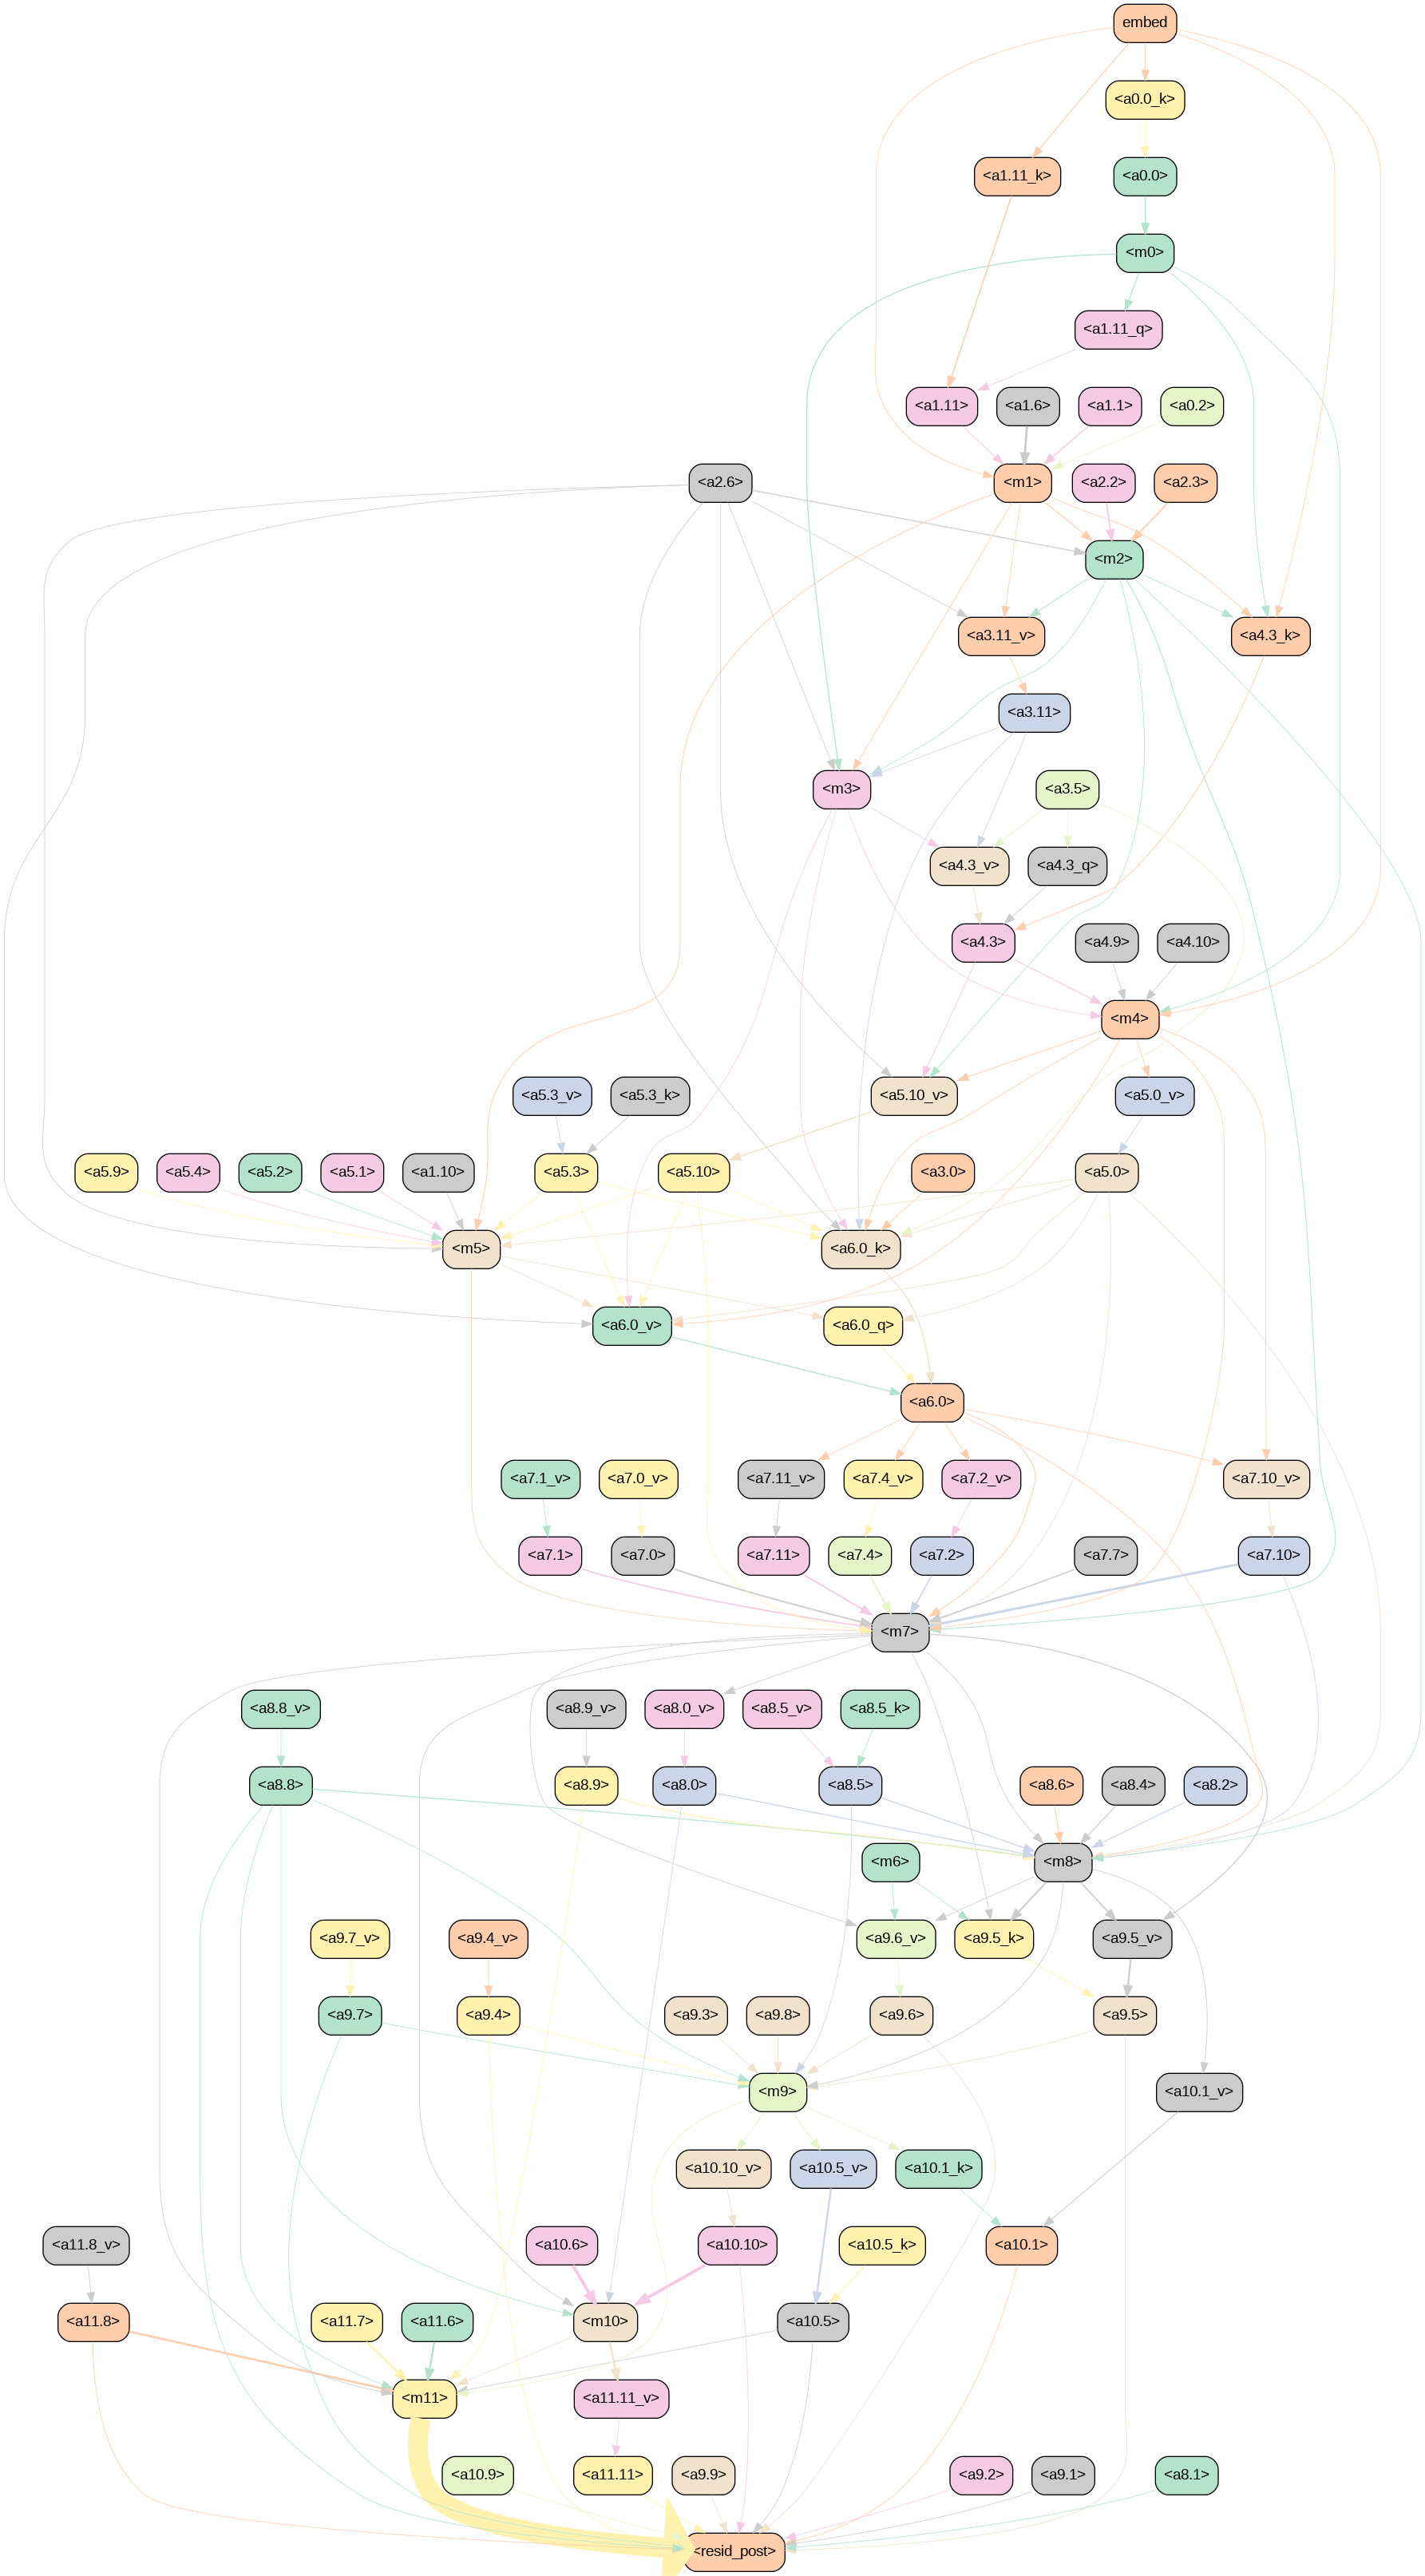 embed
<a0.0_k>
<a1.11_k>
<a0.0>
<m0>
<a1.11_q>
<a1.11>
<a1.6>
<a1.1>
<a0.2>
<a2.6>
<m1>
<a2.2>
<a2.3>
<m2>
<a3.11_v>
<a4.3_k>
<a3.11>
<m3>
<a3.5>
<a4.3_v>
<a4.3_q>
<a4.3>
<a4.9>
<a4.10>
<m4>
<a5.3_v>
<a5.3_k>
<a5.10_v>
<a5.0_v>
<a5.9>
<a5.4>
<a5.2>
<a5.1>
<a1.10>
<a5.3>
<a5.10>
<a3.0>
<a5.0>
<m5>
<a6.0_k>
<a6.0_v>
<a6.0_q>
<a6.0>
<a7.1_v>
<a7.0_v>
<a7.11_v>
<a7.4_v>
<a7.2_v>
<a7.10_v>
<a7.1>
<a7.0>
<a7.11>
<a7.4>
<a7.2>
<a7.7>
<a7.10>
<m7>
<a8.8_v>
<a8.9_v>
<a8.0_v>
<a8.5_v>
<a8.5_k>
<a8.8>
<a8.9>
<a8.0>
<a8.5>
<a8.6>
<a8.4>
<a8.2>
<m6>
<m8>
<a9.7_v>
<a9.4_v>
<a9.6_v>
<a9.5_k>
<a9.5_v>
<a9.7>
<a9.4>
<a9.3>
<a9.8>
<a9.6>
<a9.5>
<m9>
<a10.1_v>
<a10.10_v>
<a10.5_v>
<a10.1_k>
<a11.8_v>
<a10.6>
<a10.10>
<a10.5_k>
<a10.1>
<a11.8>
<a11.7>
<a11.6>
<m10>
<a10.5>
<m11>
<a11.11_v>
<a10.9>
<a11.11>
<a9.9>
<a9.2>
<a9.1>
<a8.1>
<resid_post>